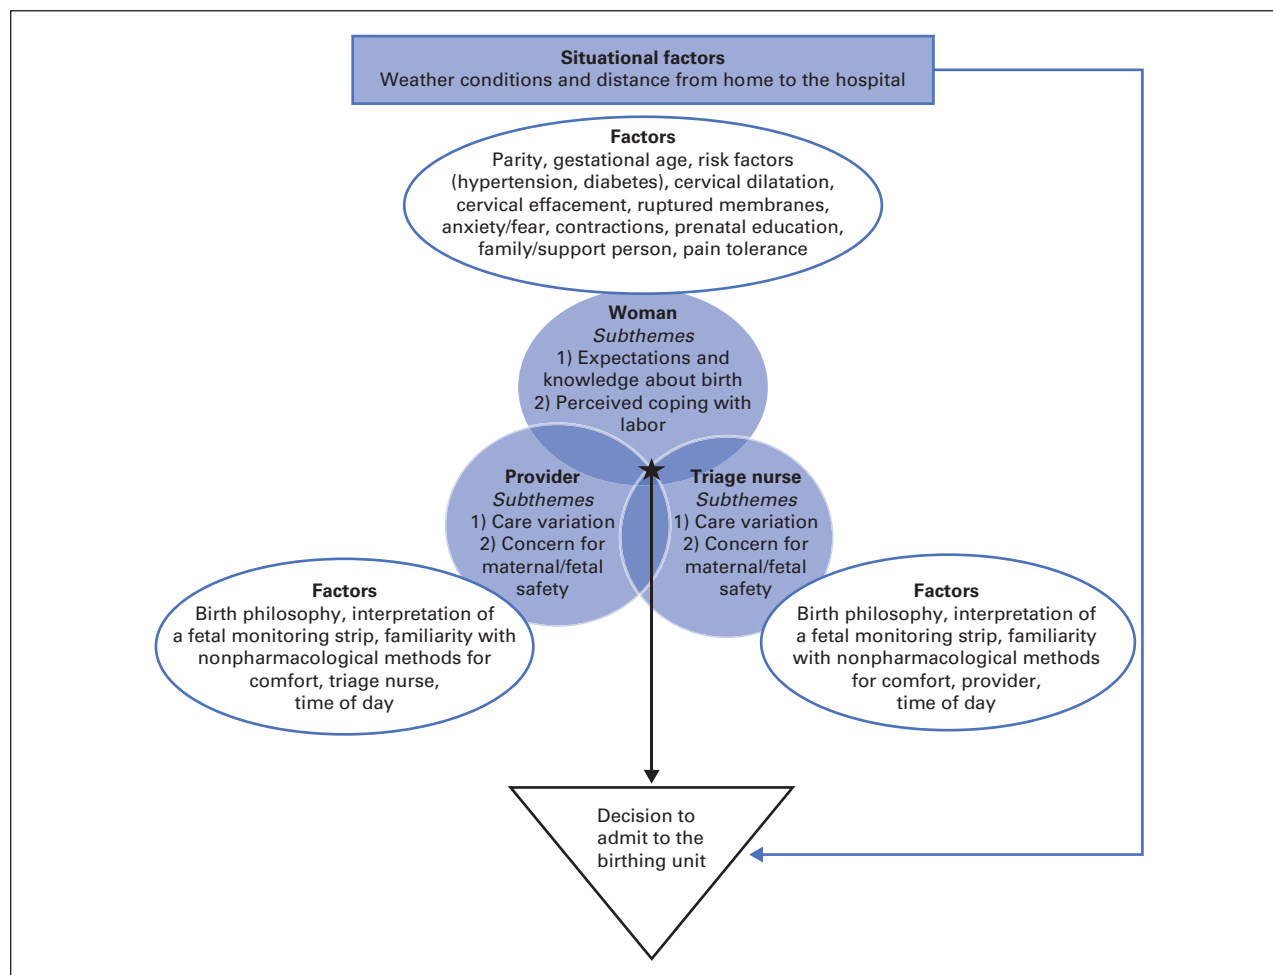 Situational factors
Weather conditions and distance from home to the hospital
Factors
Parity, gestational age, risk factors
(hypertension, diabetes), cervical dilatation,
cervical effacement, ruptured membranes,
anxiety/fear, contractions, prenatal education,
family/support person, pain tolerance
Woman
Subthemes
1) Expectations and
knowledge about birth
2) Perceived coping with
labor
Provider
Subthemes
1) Care variation
2) Concern for
maternal/fetal
safety
Triage nurse
Subthemes
1) Care variation
2) Concern for
maternal/fetal
safety
Factors
Birth philosophy, interpretation of
a fetal monitoring strip, familiarity with
nonpharmacological methods for
comfort, triage nurse,
time of day
Factors
Birth philosophy, interpretation of
a fetal monitoring strip, familiarity
with nonpharmacological methods
for comfort, provider,
time of day
Decision to
admit to the
birthing unit